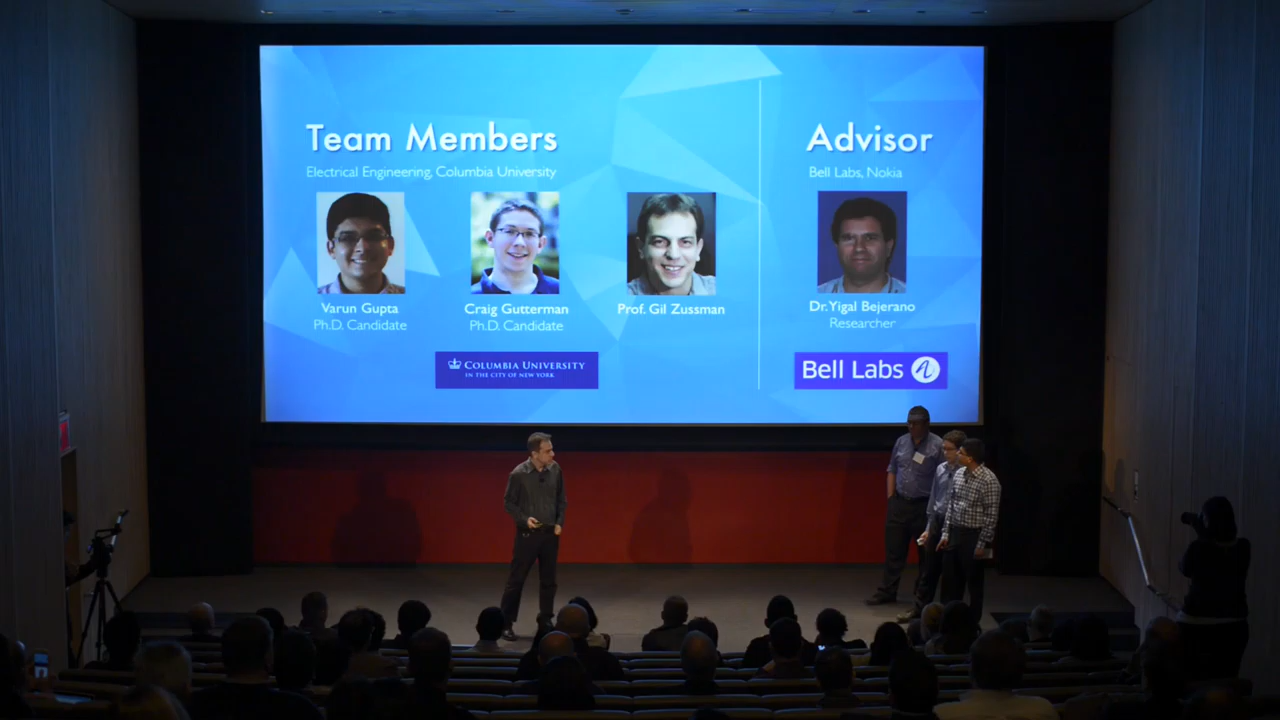 Team Members
Electrical Engineering, Columbia University
Varun Gupta
Ph.D. Candidate
Craig Gutterman
Ph.D. Candidate
Prof. Gil Zussman
COLUMBIA UNIVERSITY
IN THE CITY OF NEW YORK
Advisor
Bell Labs, Nokia
Dr. Yigal Bejerano
Researcher
Bell Labs